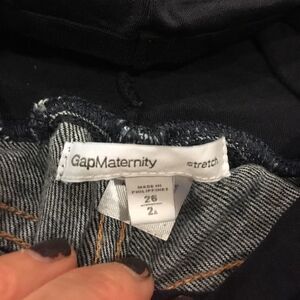 GapMaternity stretch
MADE IN
PHILIPPINES
26
2A